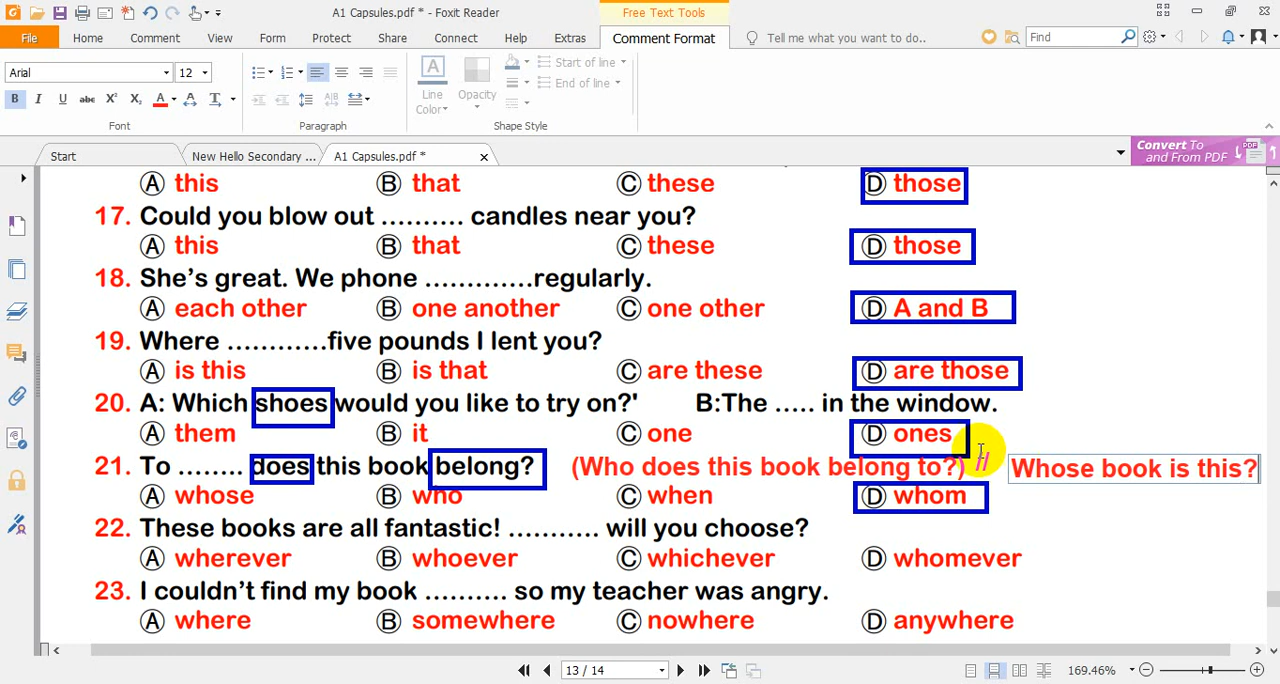 A1 Capsules.pdf * - Foxit Reader
Free Text Tools
File Home Comment View Form Protect Share Connect Help Extras Comment Format Tell me what you want to do.. Find
Arial 12
Start of line
End of line
B I U abc X² X₂ A A T
Line Color
Opacity
Font Paragraph Shape Style
Start New Hello Secondary ... A1 Capsules.pdf *
Convert To
and From PDF
PDF
Ⓐ this Ⓑ that Ⓒ these Ⓓ those
17. Could you blow out .......... candles near you?
Ⓐ this Ⓑ that Ⓒ these Ⓓ those
18. She's great. We phone .............regularly.
Ⓐ each other Ⓑ one another Ⓒ one other Ⓓ A and B
19. Where ............five pounds I lent you?
Ⓐ is this Ⓑ is that Ⓒ are these Ⓓ are those
20. A: Which shoes would you like to try on?' B:The ..... in the window.
Ⓐ them Ⓑ it Ⓒ one Ⓓ ones
21. To ........ does this book belong? (Who does this book belong to?) // Whose book is this?
Ⓐ whose Ⓑ who Ⓒ when Ⓓ whom
22. These books are all fantastic! ........... will you choose?
Ⓐ wherever Ⓑ whoever Ⓒ whichever Ⓓ whomever
23. I couldn't find my book .......... so my teacher was angry.
Ⓐ where Ⓑ somewhere Ⓒ nowhere Ⓓ anywhere
13 / 14 169.46%